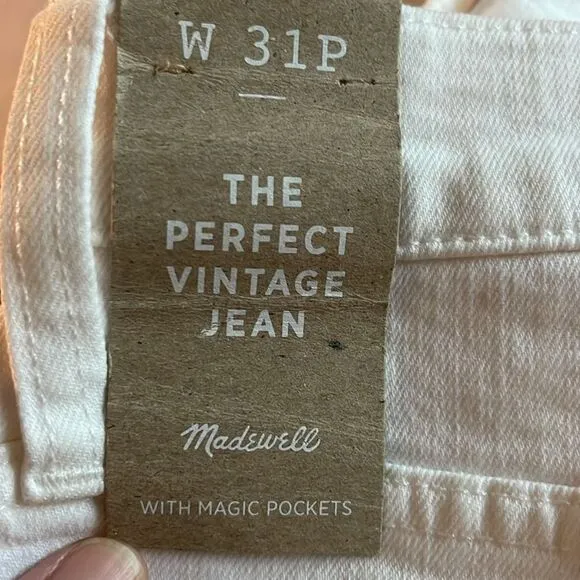 W 31P
THE
PERFECT
VINTAGE
JEAN
Madewell
WITH MAGIC POCKETS